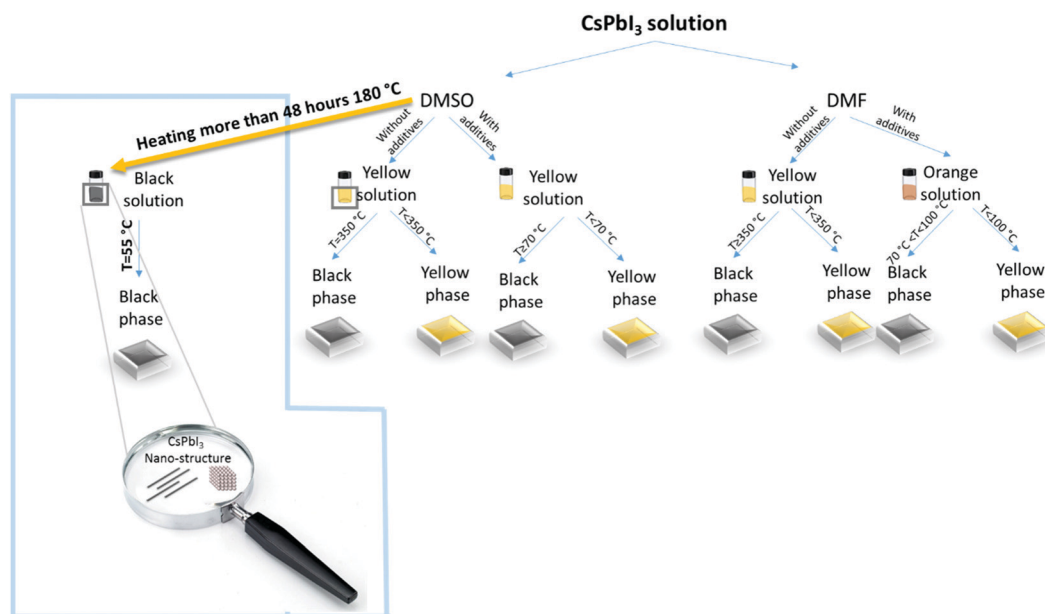 CsPbI₃ solution
DMSO
DMF
Heating more than 48 hours 180 °C
Without
additives
With
additives
Without
additives
With
additives
Black
solution
Yellow
solution
Yellow
solution
Yellow
solution
Orange
solution
T=55 °C
T=350 °C
T<350 °C
T≥70 °C
T<70 °C
T≥350 °C
T<350 °C
70 °C <T<100 °C
T<100 °C
Black
phase
Black
phase
Yellow
phase
Black
phase
Yellow
phase
Black
phase
Yellow
phase
Black
phase
Yellow
phase
CsPbI₃
Nano-structure